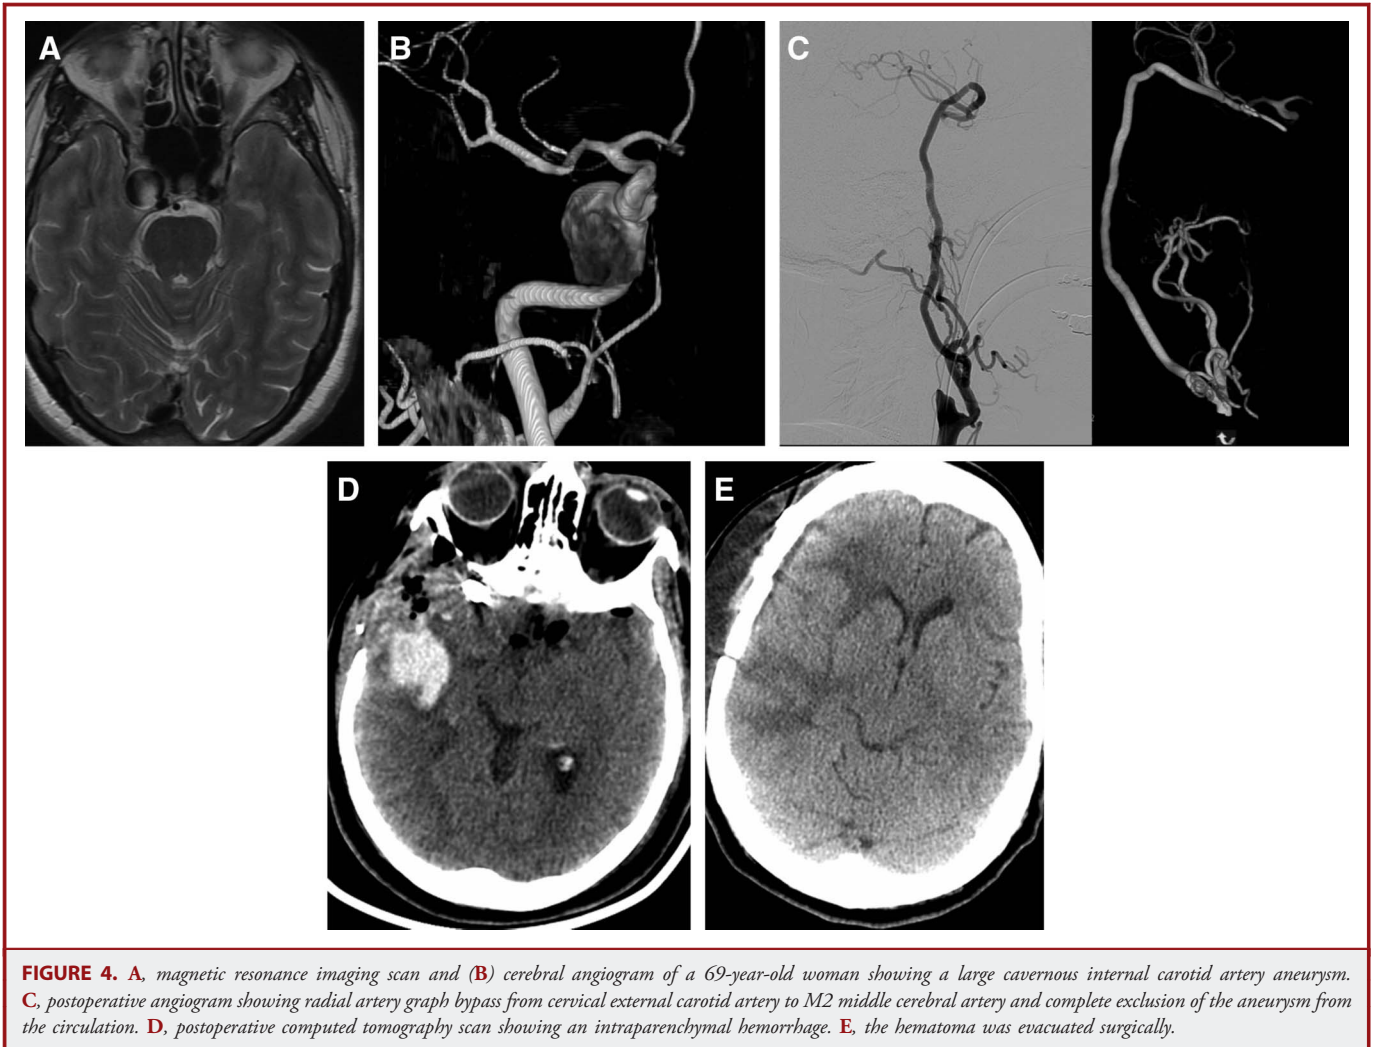 A
B
C
D
E
FIGURE 4. A, magnetic resonance imaging scan and (B) cerebral angiogram of a 69-year-old woman showing a large cavernous internal carotid artery aneurysm.
C, postoperative angiogram showing radial artery graph bypass from cervical external carotid artery to M2 middle cerebral artery and complete exclusion of the aneurysm from
the circulation. D, postoperative computed tomography scan showing an intraparenchymal hemorrhage. E, the hematoma was evacuated surgically.